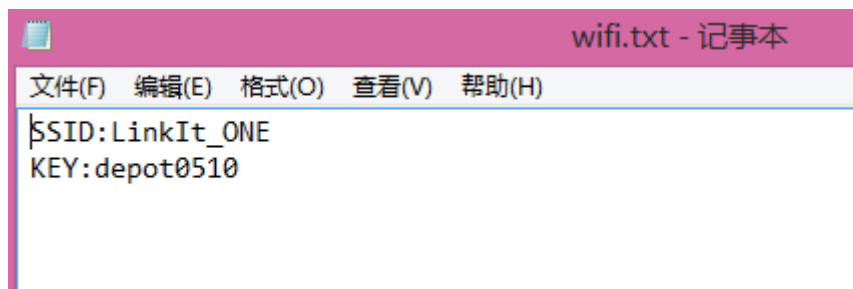 wifi.txt - 记事本
文件(F) 编辑(E) 格式(O) 查看(V) 帮助(H)
SSID:LinkIt_ONE
KEY:depot0510